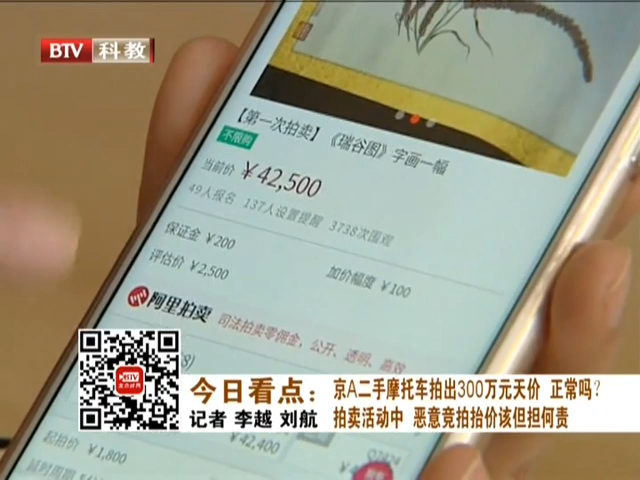 BTV 科教
【第一次拍卖】《瑞谷图》字画一幅
不限购
当前价 ¥42,500
49人报名 137人设置提醒 3738次围观
保证金 ¥200 加价幅度 ¥100
评估价 ¥2,500
阿里拍卖 司法拍卖零佣金，公开、透明、高效
8)
今日看点： 京A二手摩托车拍出300万元天价 正常吗?
记者 李越 刘航 拍卖活动中 恶意竞拍抬价该但担何责
¥42,400
起拍价 ¥1,800